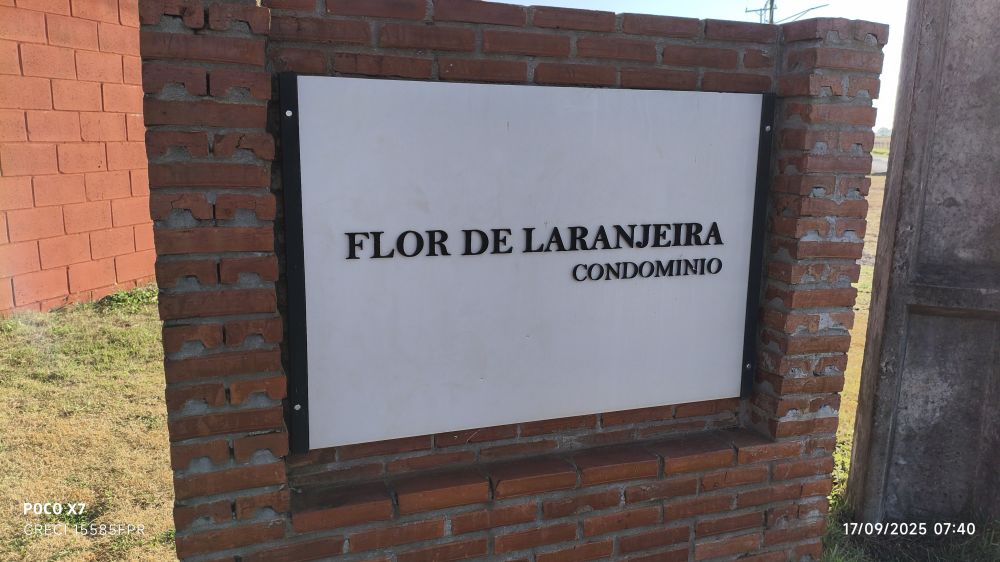 FLOR DE LARANJEIRA
CONDOMINIO
POCO X7
CRECI 15585FPR
17/09/2025 07:40